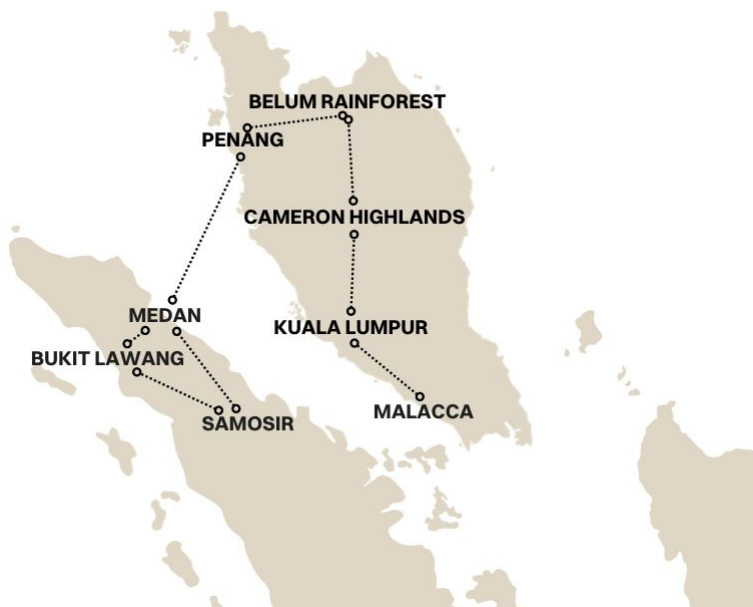 BELUM RAINFOREST
PENANG
CAMERON HIGHLANDS
MEDAN
KUALA LUMPUR
BUKIT LAWANG
MALACCA
SAMOSIR